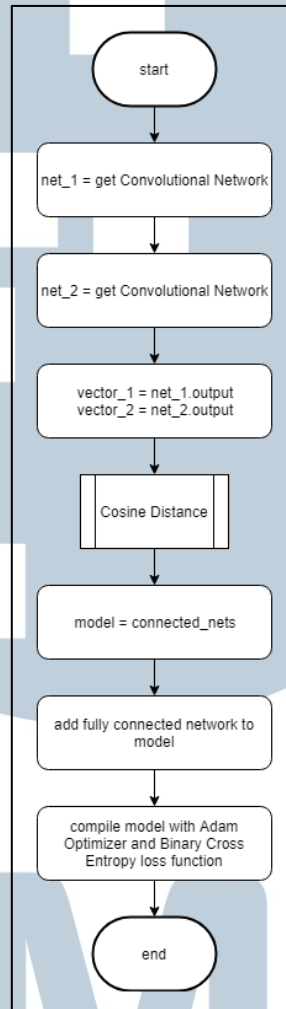 start
net_1 = get Convolutional Network
net_2 = get Convolutional Network
vector_1 = net_1.output
vector_2 = net_2.output
Cosine Distance
model = connected_nets
add fully connected network to
model
compile model with Adam
Optimizer and Binary Cross
Entropy loss function
end